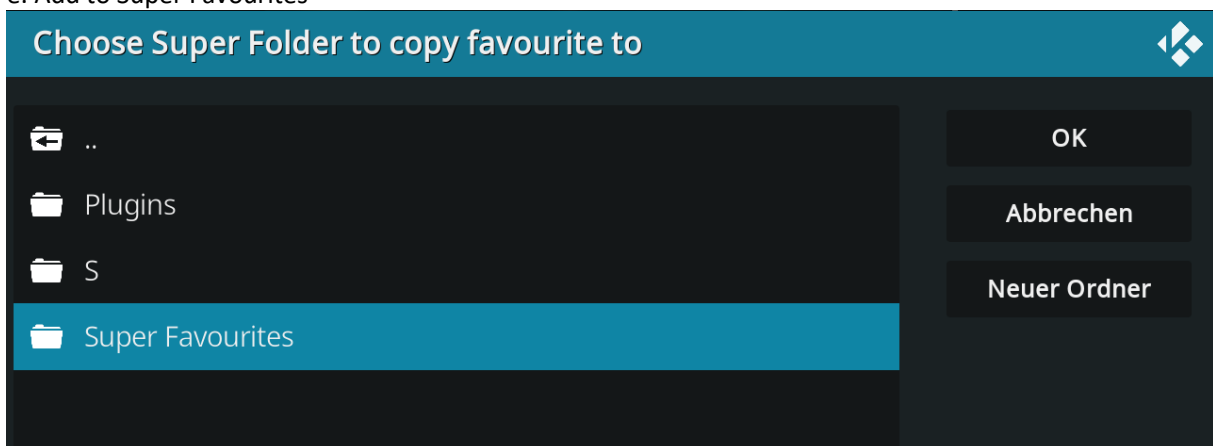 Add to Super Favourites
Choose Super Folder to copy favourite to
..
Plugins
S
Super Favourites
OK
Abbrechen
Neuer Ordner